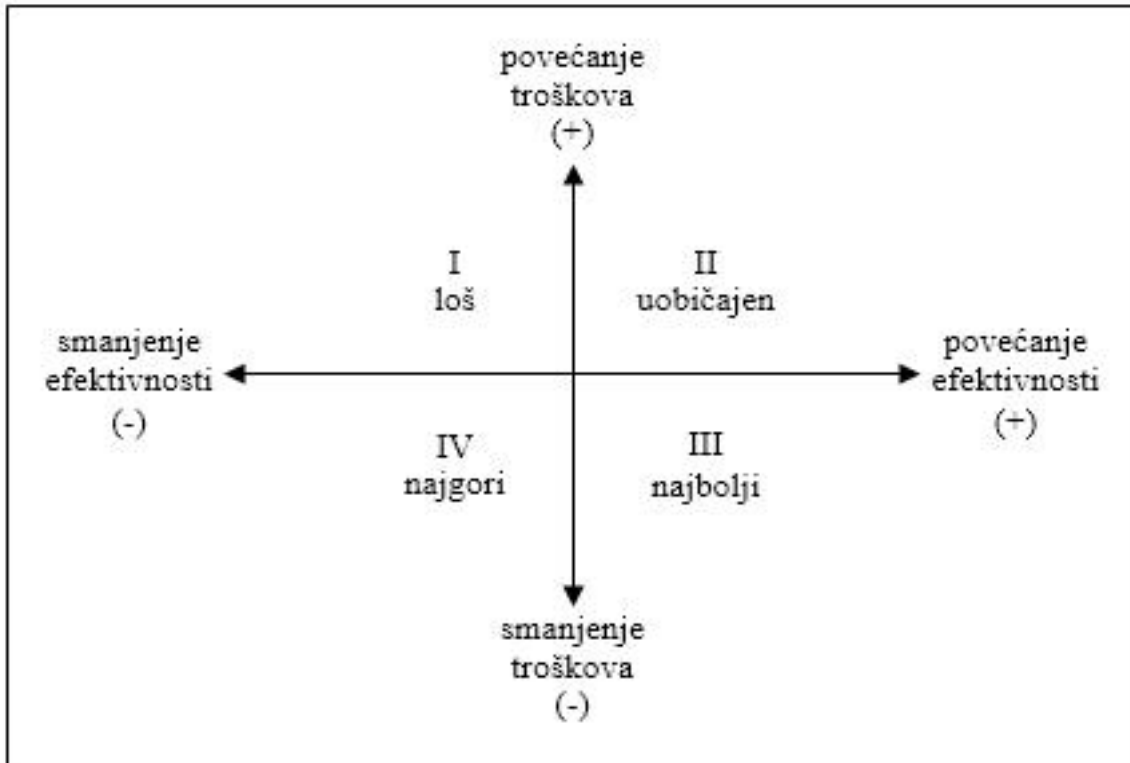 povećanje
troškova
(+)
I
loš
II
uobičajen
smanjenje
efektivnosti
(-)
povećanje
efektivnosti
(+)
IV
najgori
III
najbolji
smanjenje
troškova
(-)